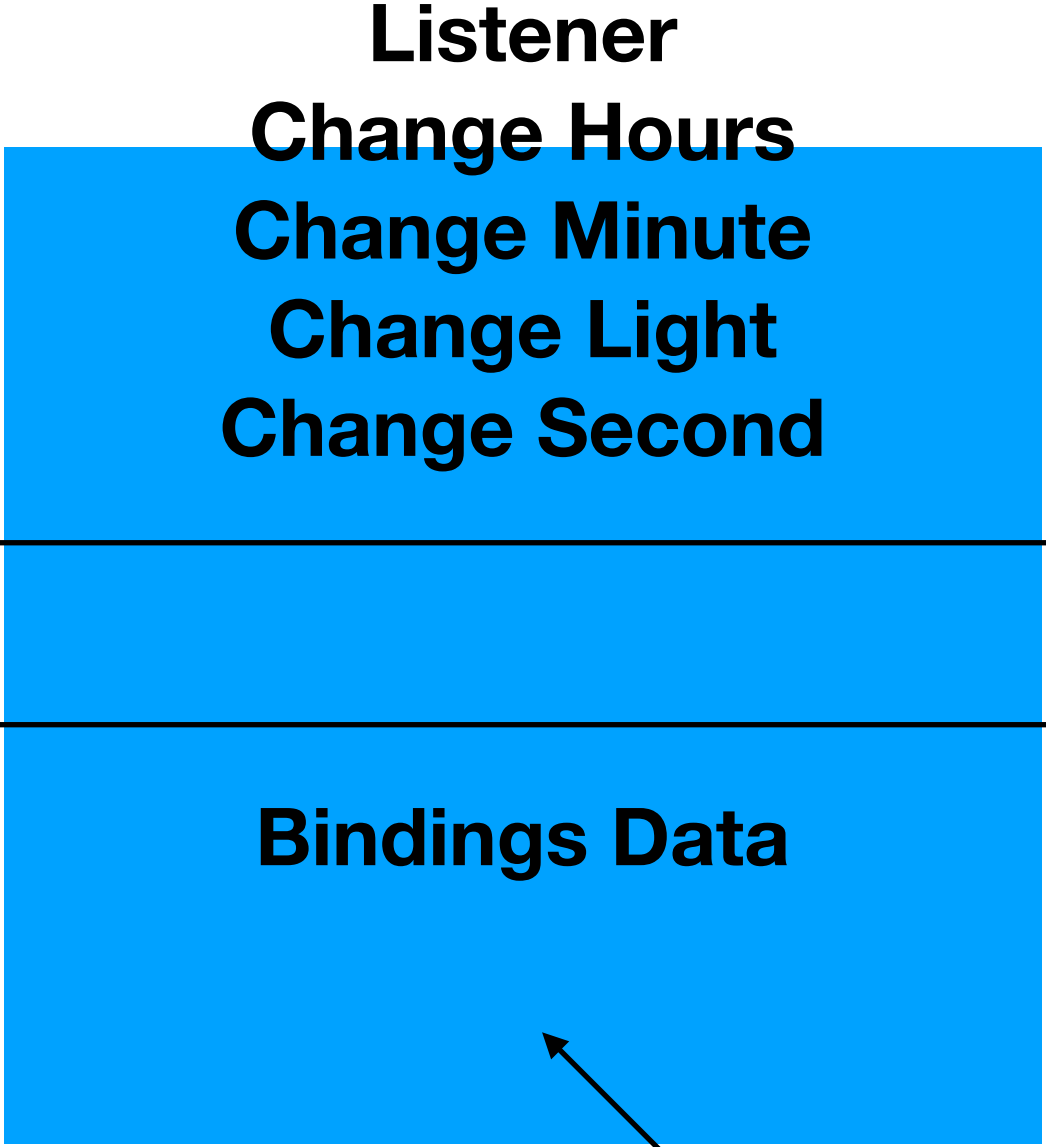 Listener
Change Hours
Change Minute
Change Light
Change Second
Bindings Data